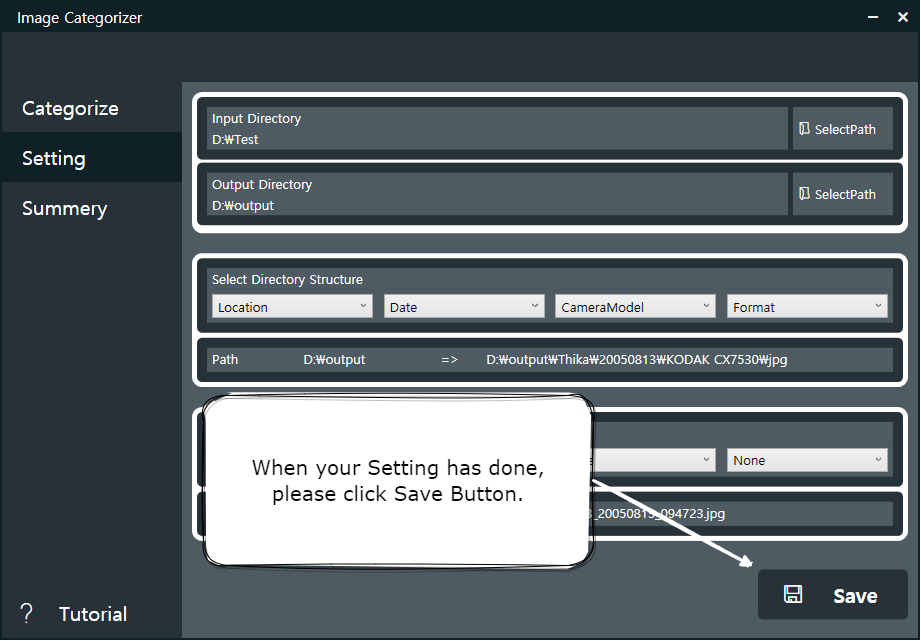 Image Categorizer
Categorize
Setting
Summery
? Tutorial
Input Directory
D:₩Test
SelectPath
Output Directory
D:₩output
SelectPath
Select Directory Structure
Location Date CameraModel Format
Path D:₩output => D:₩output₩Thika₩20050813₩KODAK CX7530₩jpg
None
_20050813_094723.jpg
When your Setting has done,
please click Save Button.
Save